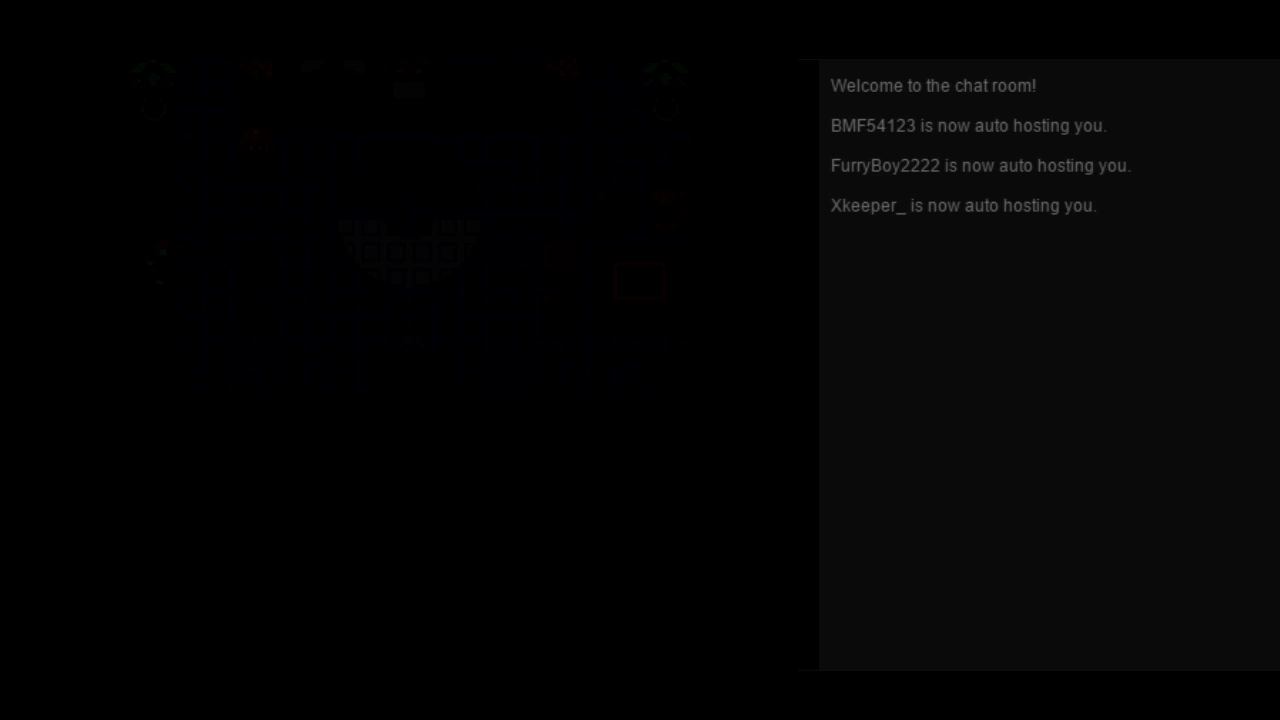 Welcome to the chat room!
BMF54123 is now auto hosting you.
FurryBoy2222 is now auto hosting you.
Xkeeper_ is now auto hosting you.